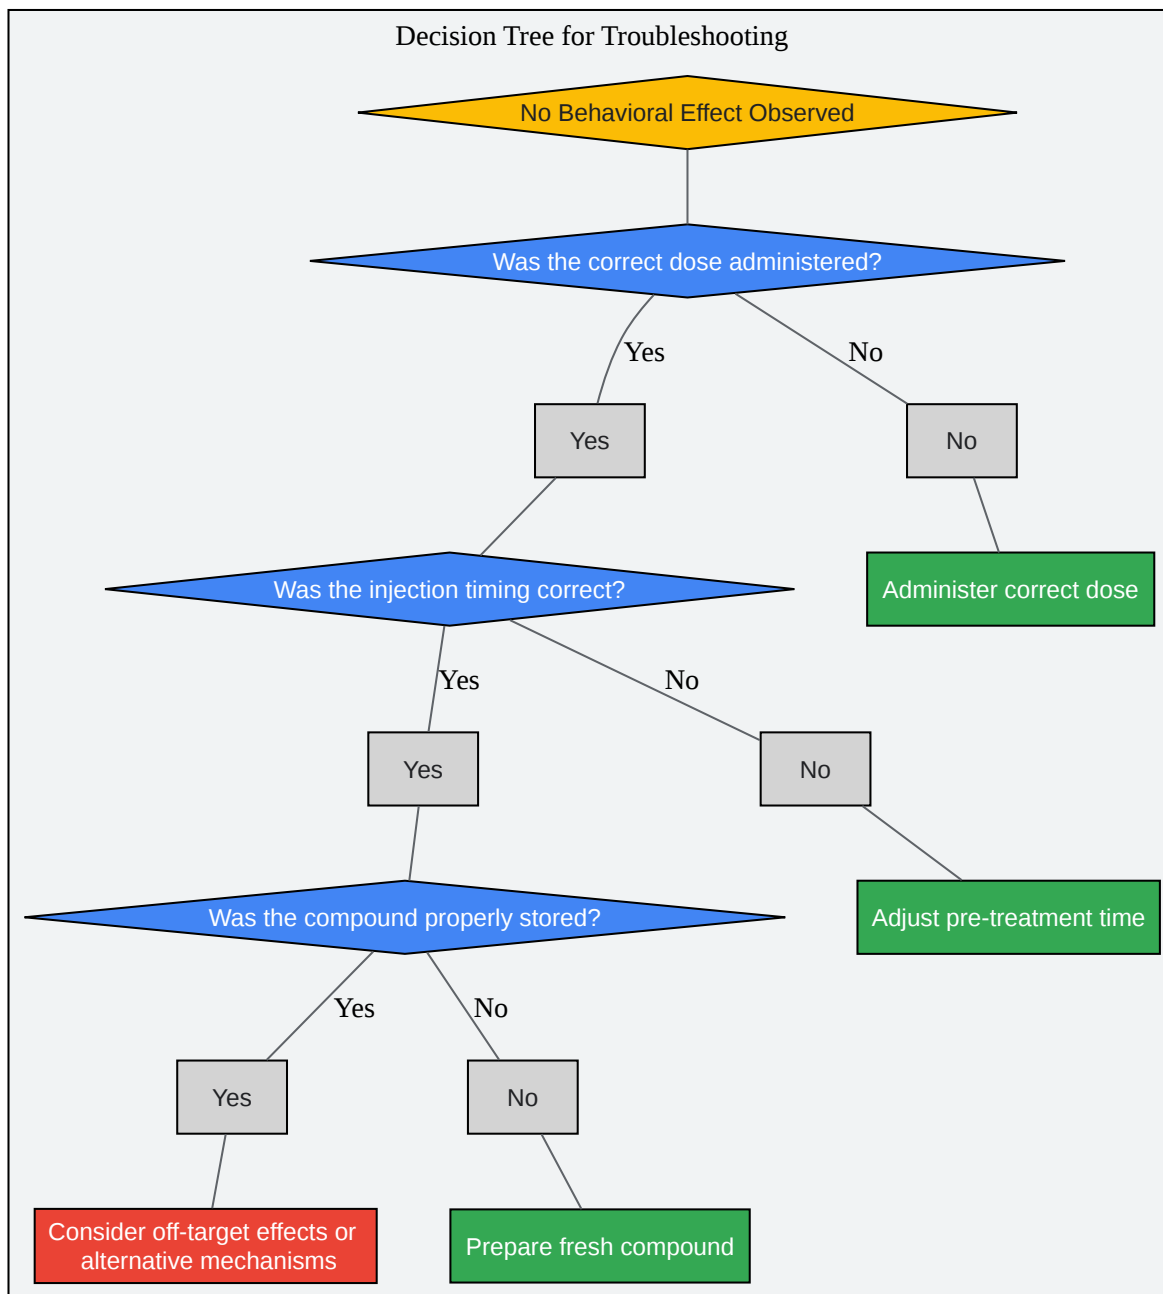 Decision Tree for Troubleshooting
No Behavioral Effect Observed
Was the correct dose administered?
Yes
No
Yes
No
Was the injection timing correct?
Administer correct dose
Yes
No
Yes
No
Was the compound properly stored?
Adjust pre-treatment time
Yes
No
Yes
No
Consider off-target effects or
alternative mechanisms
Prepare fresh compound